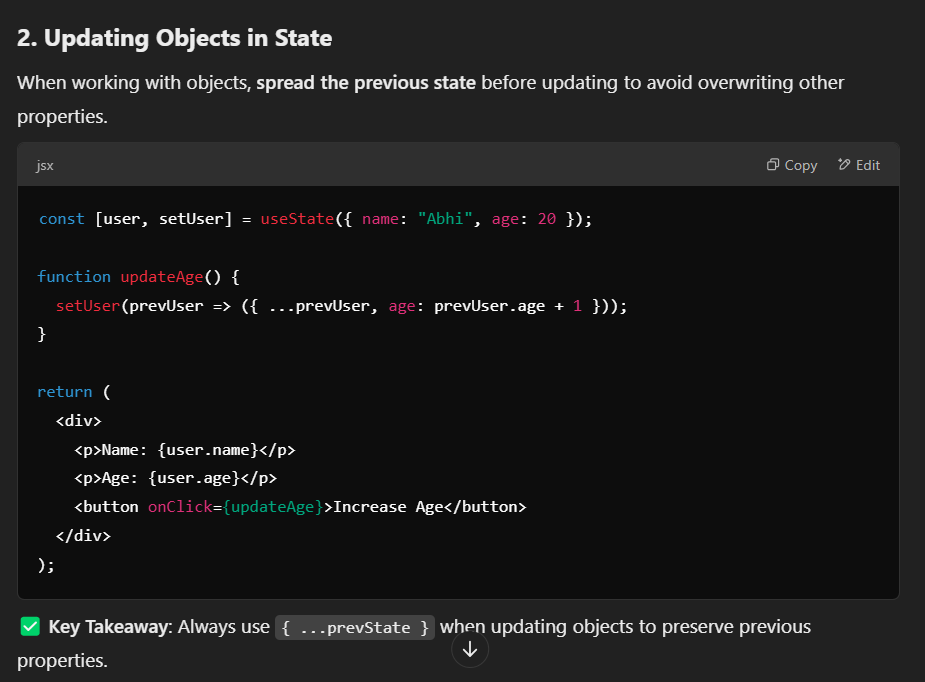 2. Updating Objects in State
When working with objects, spread the previous state before updating to avoid overwriting other
properties.
jsx
Copy
Edit
const [user, setUser] = useState({ name: "Abhi", age: 20 });
function updateAge() {
  setUser(prevUser => ({ ...prevUser, age: prevUser.age + 1 }));
}
return (
  <div>
    <p>Name: {user.name}</p>
    <p>Age: {user.age}</p>
    <button onClick={updateAge}>Increase Age</button>
  </div>
);
✅ Key Takeaway: Always use { ...prevState } when updating objects to preserve previous
properties.